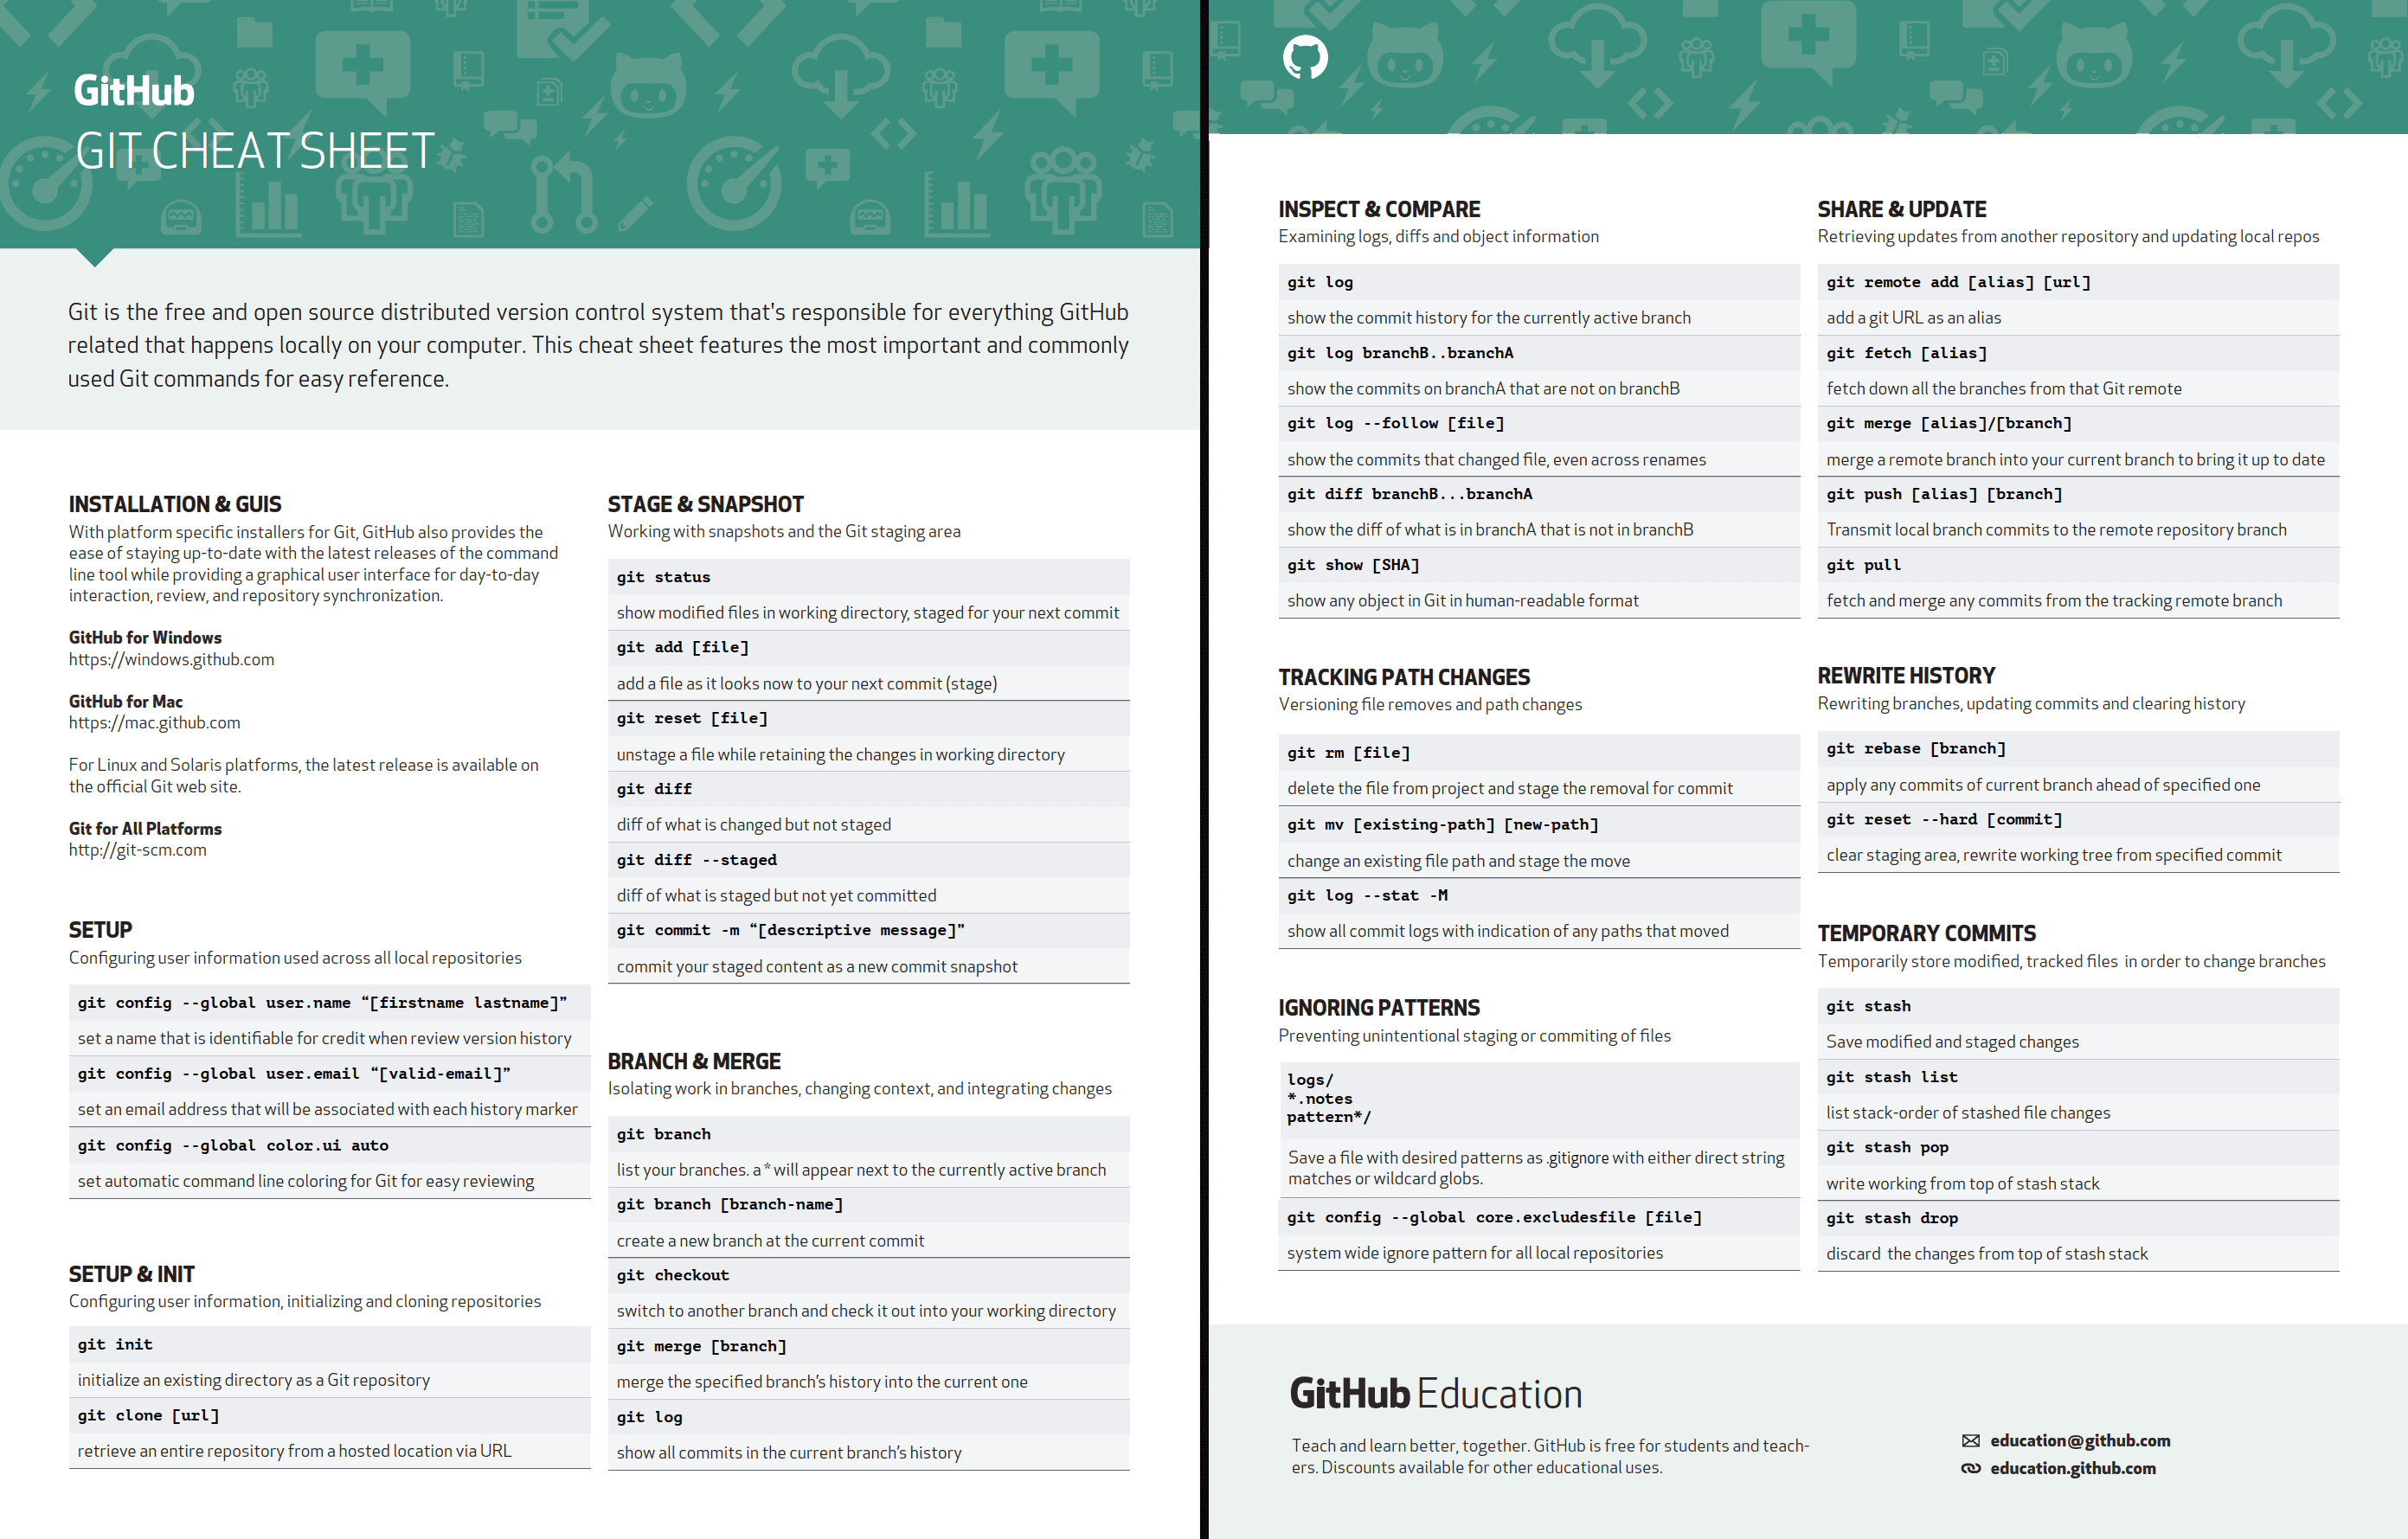 GitHub
GIT CHEAT SHEET
Git is the free and open source distributed version control system that's responsible for everything GitHub
related that happens locally on your computer. This cheat sheet features the most important and commonly
used Git commands for easy reference.
INSTALLATION & GUIS
With platform specific installers for Git, GitHub also provides the
ease of staying up-to-date with the latest releases of the command
line tool while providing a graphical user interface for day-to-day
interaction, review, and repository synchronization.
GitHub for Windows
https://windows.github.com
GitHub for Mac
https://mac.github.com
For Linux and Solaris platforms, the latest release is available on
the official Git web site.
Git for All Platforms
http://git-scm.com
SETUP
Configuring user information used across all local repositories
git config --global user.name “[firstname lastname]”
set a name that is identifiable for credit when review version history
git config --global user.email “[valid-email]”
set an email address that will be associated with each history marker
git config --global color.ui auto
set automatic command line coloring for Git for easy reviewing
SETUP & INIT
Configuring user information, initializing and cloning repositories
git init
initialize an existing directory as a Git repository
git clone [url]
retrieve an entire repository from a hosted location via URL
STAGE & SNAPSHOT
Working with snapshots and the Git staging area
git status
show modified files in working directory, staged for your next commit
git add [file]
add a file as it looks now to your next commit (stage)
git reset [file]
unstage a file while retaining the changes in working directory
git diff
diff of what is changed but not staged
git diff --staged
diff of what is staged but not yet committed
git commit -m “[descriptive message]”
commit your staged content as a new commit snapshot
BRANCH & MERGE
Isolating work in branches, changing context, and integrating changes
git branch
list your branches. a * will appear next to the currently active branch
git branch [branch-name]
create a new branch at the current commit
git checkout
switch to another branch and check it out into your working directory
git merge [branch]
merge the specified branch’s history into the current one
git log
show all commits in the current branch’s history
INSPECT & COMPARE
Examining logs, diffs and object information
git log
show the commit history for the currently active branch
git log branchB..branchA
show the commits on branchA that are not on branchB
git log --follow [file]
show the commits that changed file, even across renames
git diff branchB...branchA
show the diff of what is in branchA that is not in branchB
git show [SHA]
show any object in Git in human-readable format
TRACKING PATH CHANGES
Versioning file removes and path changes
git rm [file]
delete the file from project and stage the removal for commit
git mv [existing-path] [new-path]
change an existing file path and stage the move
git log --stat -M
show all commit logs with indication of any paths that moved
IGNORING PATTERNS
Preventing unintentional staging or commiting of files
logs/
*.notes
pattern*/
Save a file with desired patterns as .gitignore with either direct string
matches or wildcard globs.
git config --global core.excludesfile [file]
system wide ignore pattern for all local repositories
SHARE & UPDATE
Retrieving updates from another repository and updating local repos
git remote add [alias] [url]
add a git URL as an alias
git fetch [alias]
fetch down all the branches from that Git remote
git merge [alias]/[branch]
merge a remote branch into your current branch to bring it up to date
git push [alias] [branch]
Transmit local branch commits to the remote repository branch
git pull
fetch and merge any commits from the tracking remote branch
REWRITE HISTORY
Rewriting branches, updating commits and clearing history
git rebase [branch]
apply any commits of current branch ahead of specified one
git reset --hard [commit]
clear staging area, rewrite working tree from specified commit
TEMPORARY COMMITS
Temporarily store modified, tracked files in order to change branches
git stash
Save modified and staged changes
git stash list
list stack-order of stashed file changes
git stash pop
write working from top of stash stack
git stash drop
discard the changes from top of stash stack
GitHub Education
Teach and learn better, together. GitHub is free for students and teach-
ers. Discounts available for other educational uses.
education@github.com
education.github.com